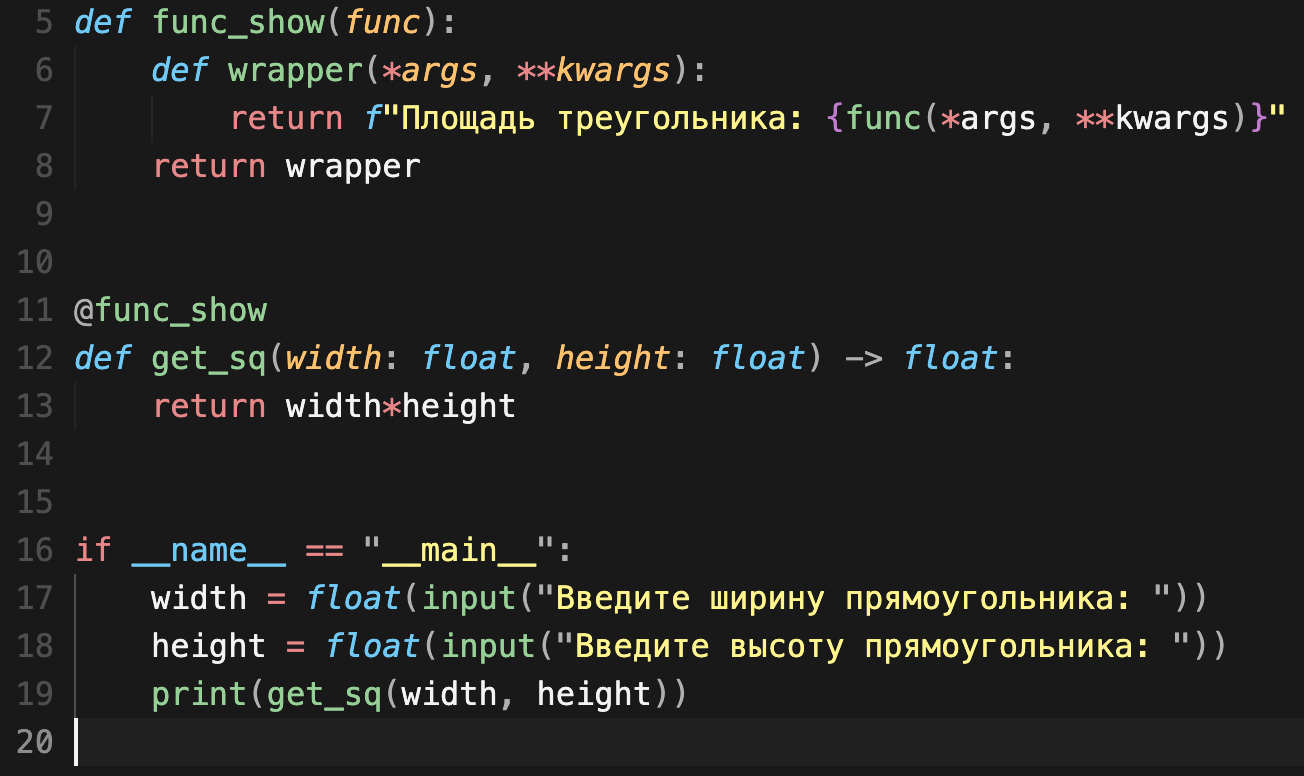 5 def func_show(func):
6     def wrapper(*args, **kwargs):
7         return f"Площадь треугольника: {func(*args, **kwargs)}"
8     return wrapper
9
10
11 @func_show
12 def get_sq(width: float, height: float) -> float:
13     return width*height
14
15
16 if __name__ == "__main__":
17     width = float(input("Введите ширину прямоугольника: "))
18     height = float(input("Введите высоту прямоугольника: "))
19     print(get_sq(width, height))
20